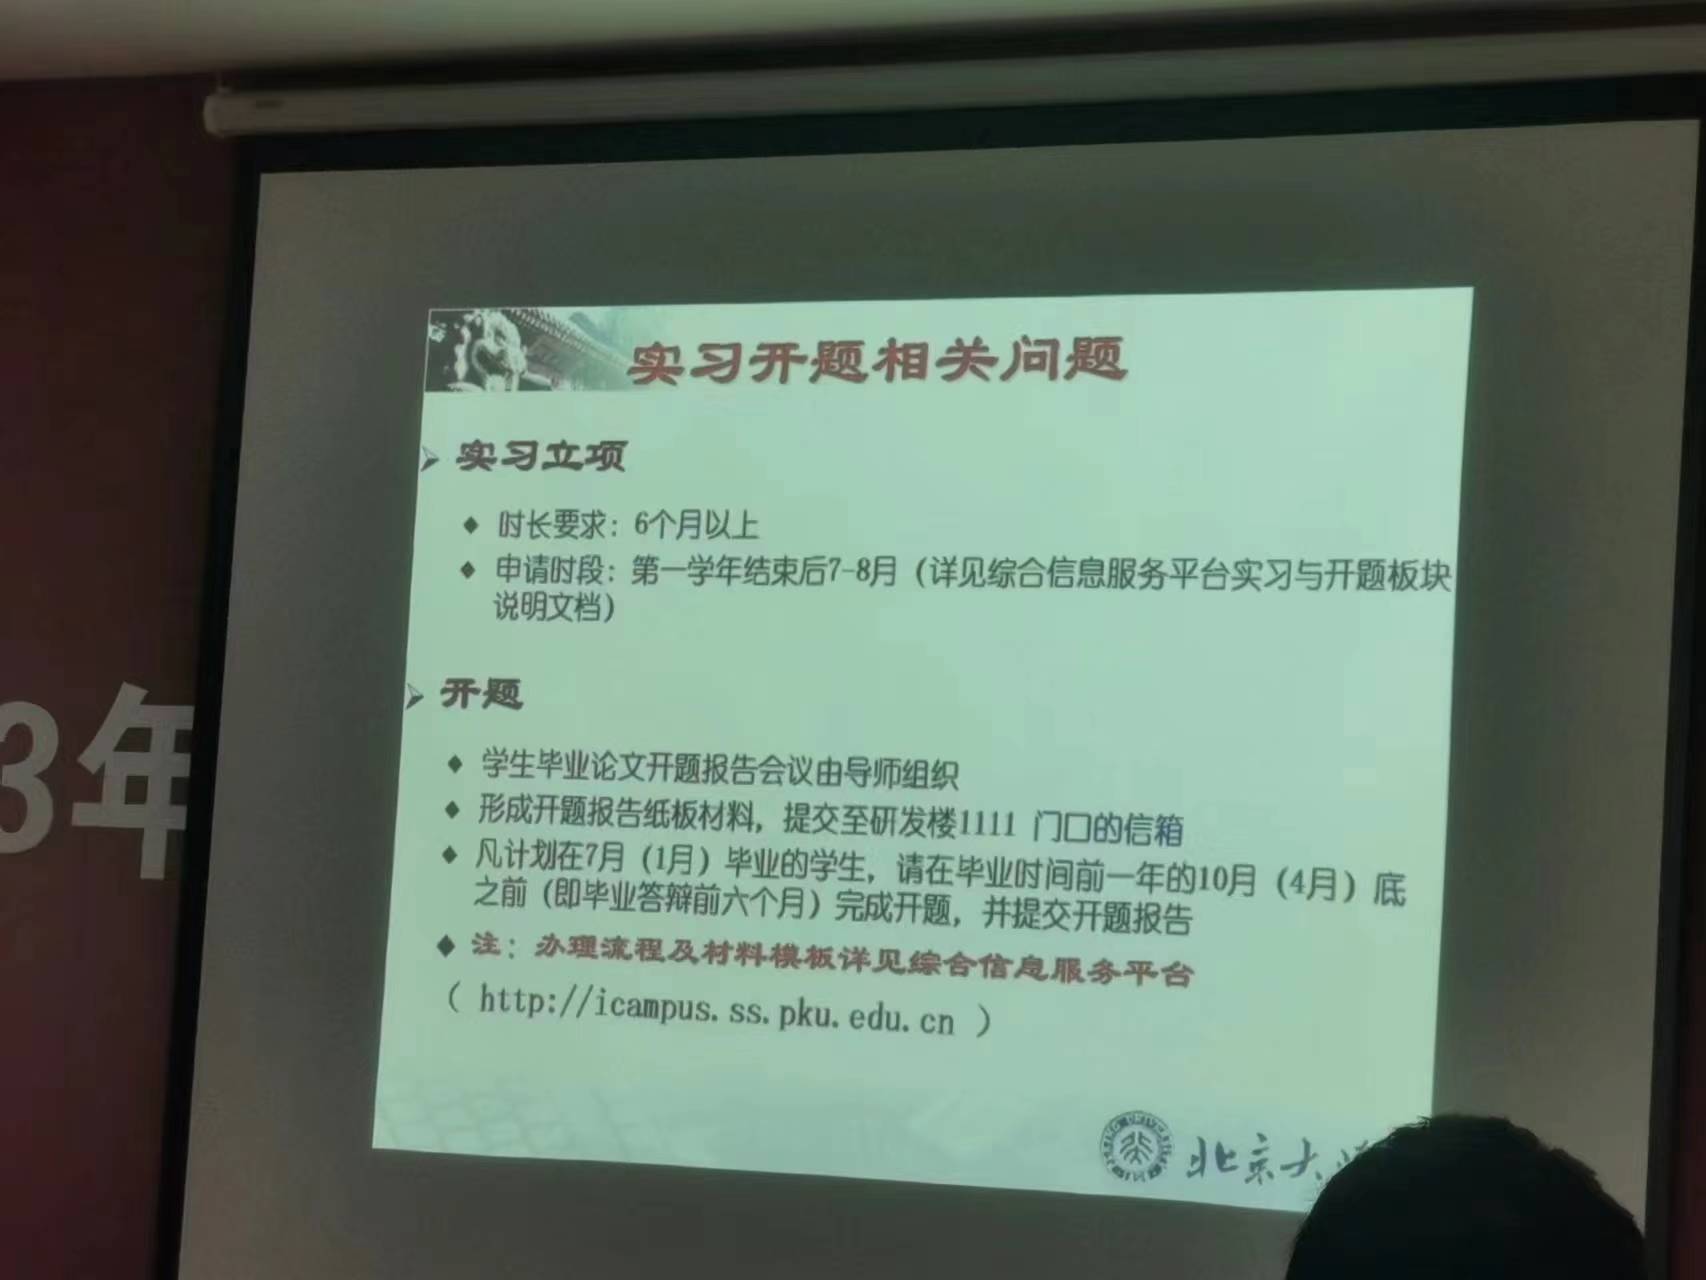 实习开题相关问题
实习立项
时长要求：6个月以上
申请时段：第一学年结束后7-8月（详见综合信息服务平台实习与开题板块
说明文档）
开题
学生毕业论文开题报告会议由导师组织
形成开题报告纸板材料，提交至研发楼1111 门口的信箱
凡计划在7月（1月）毕业的学生，请在毕业时间前一年的10月（4月）底
之前（即毕业答辩前六个月）完成开题，并提交开题报告
注：办理流程及材料模板详见综合信息服务平台
（ http://icampus.ss.pku.edu.cn ）
北京大
3年